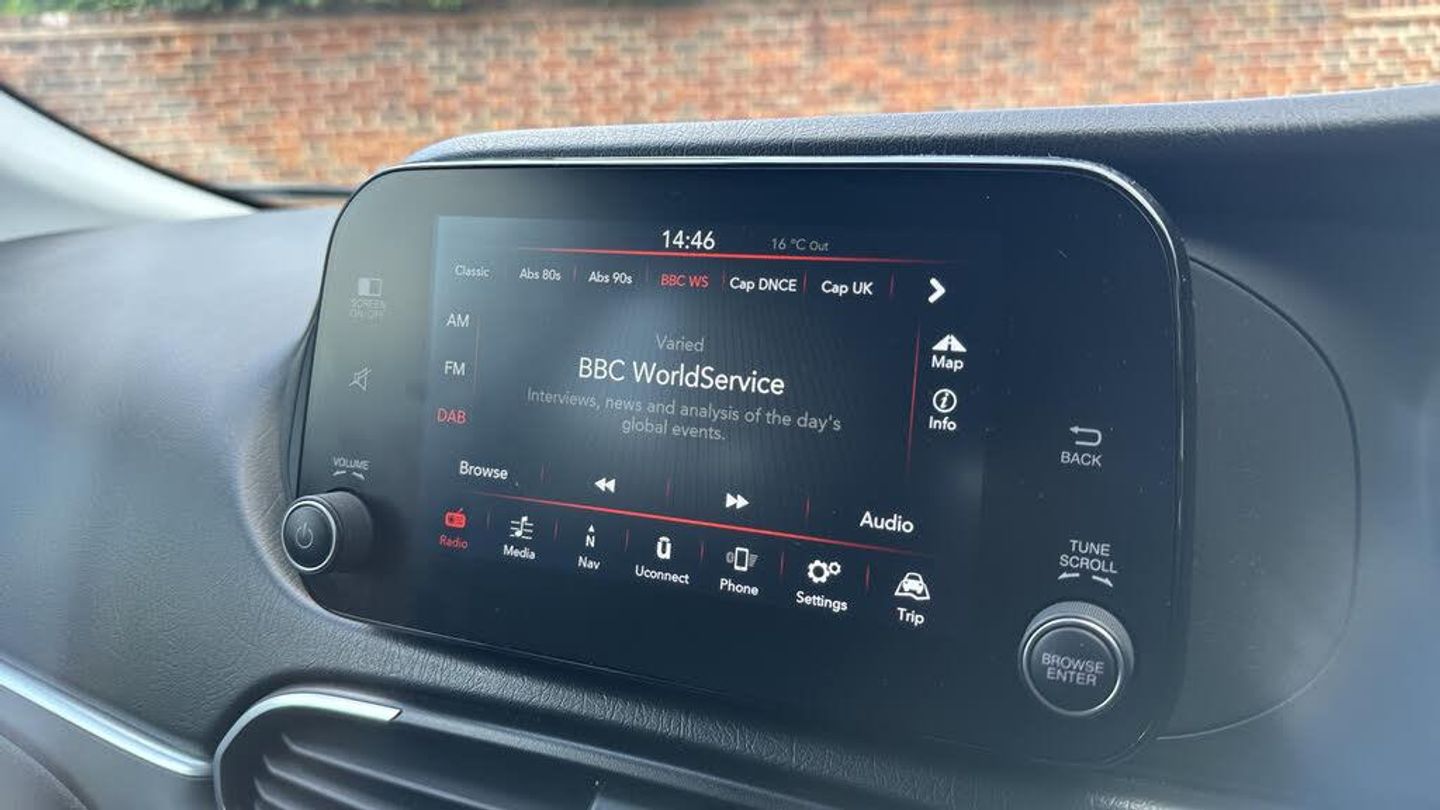 14:46 16 °C Out
Classic Abs 80s Abs 90s BBC WS Cap DNCE Cap UK
SCREEN
ON/OFF
AM
Varied
Map
FM
BBC WorldService
Interviews, news and analysis of the day's
global events.
Info
DAB
BACK
VOLUME
Browse
Audio
Radio Media N Nav Uconnect Phone Settings Trip
TUNE
SCROLL
BROWSE
ENTER